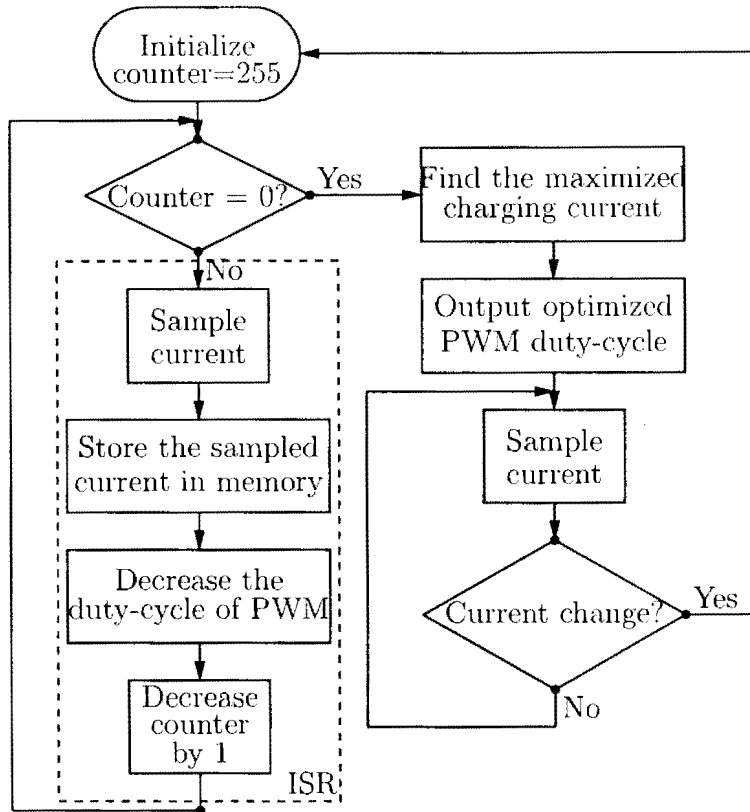 Initialize
counter=255
Counter = 0?
Yes
Find the maximized
charging current
No
Sample
current
Output optimized
PWM duty-cycle
Store the sampled
current in memory
Sample
current
Decrease the
duty-cycle of PWM
Current change?
Yes
No
Decrease
counter
by 1
ISR